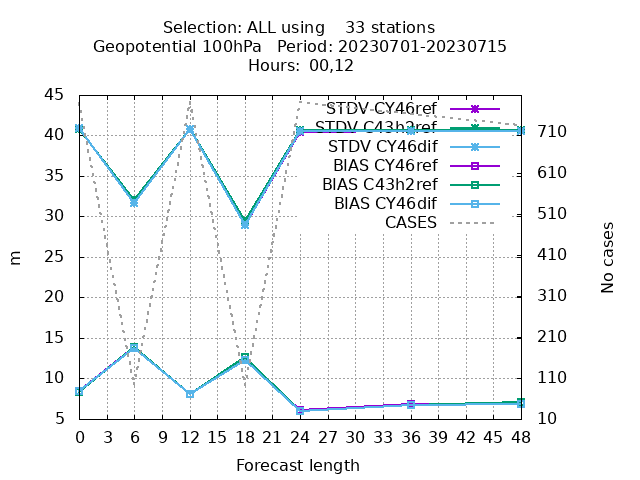 Selection: ALL using    33 stations
Geopotential 100hPa   Period: 20230701-20230715
Hours:  00,12
45
40
35
30
25
20
15
10
5
m
STDV CY46ref
STDV C43h2ref
STDV CY46dif
BIAS CY46ref
BIAS C43h2ref
BIAS CY46dif
CASES
710
610
510
410
310
210
110
10
No cases
0 3 6 9 12 15 18 21 24 27 30 33 36 39 42 45 48
Forecast length